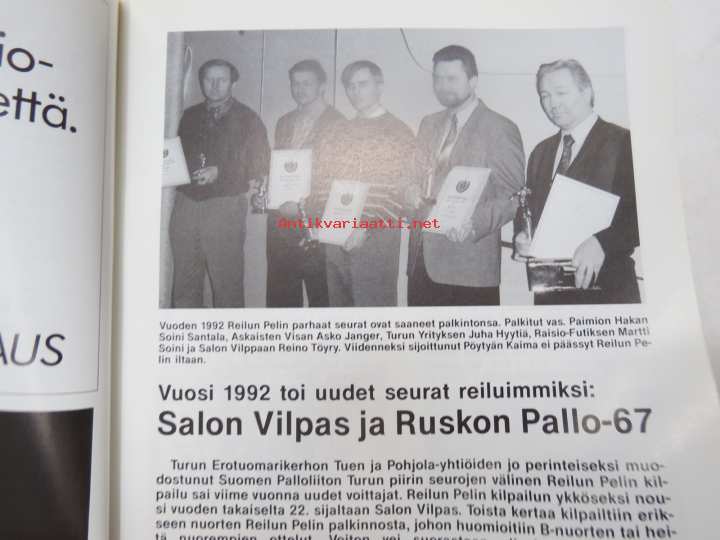 io-
että.
AUS
Antikvariaatti.net
Vuoden 1992 Reilun Pelin parhaat seurat ovat saaneet palkintonsa. Palkitut vas. Paimion Hakan
Soini Santala, Askaisten Visan Asko Janger, Turun Yrityksen Juha Hyytiä, Raisio-Futiksen Martti
Soini ja Salon Vilppaan Reino Töyry. Viidenneksi sijoittunut Pöytyän Kaima ei päässyt Reilun Pe-
lin iltaan.
Vuosi 1992 toi uudet seurat reiluimmiksi:
Salon Vilpas ja Ruskon Pallo-67
Turun Erotuomarikerhon Tuen ja Pohjola-yhtiöiden jo perinteiseksi muo-
dostunut Suomen Palloliiton Turun piirin seurojen välinen Reilun Pelin kil-
pailu sai viime vuonna uudet voittajat. Reilun Pelin kilpailun ykköseksi nou-
si vuoden takaiselta 22. sijaltaan Salon Vilpas. Toista kertaa kilpailtiin erik-
seen nuorten Reilun Pelin palkinnosta, johon huomioitiin B-nuorten tai hei-
tä nuorempien ottelut.